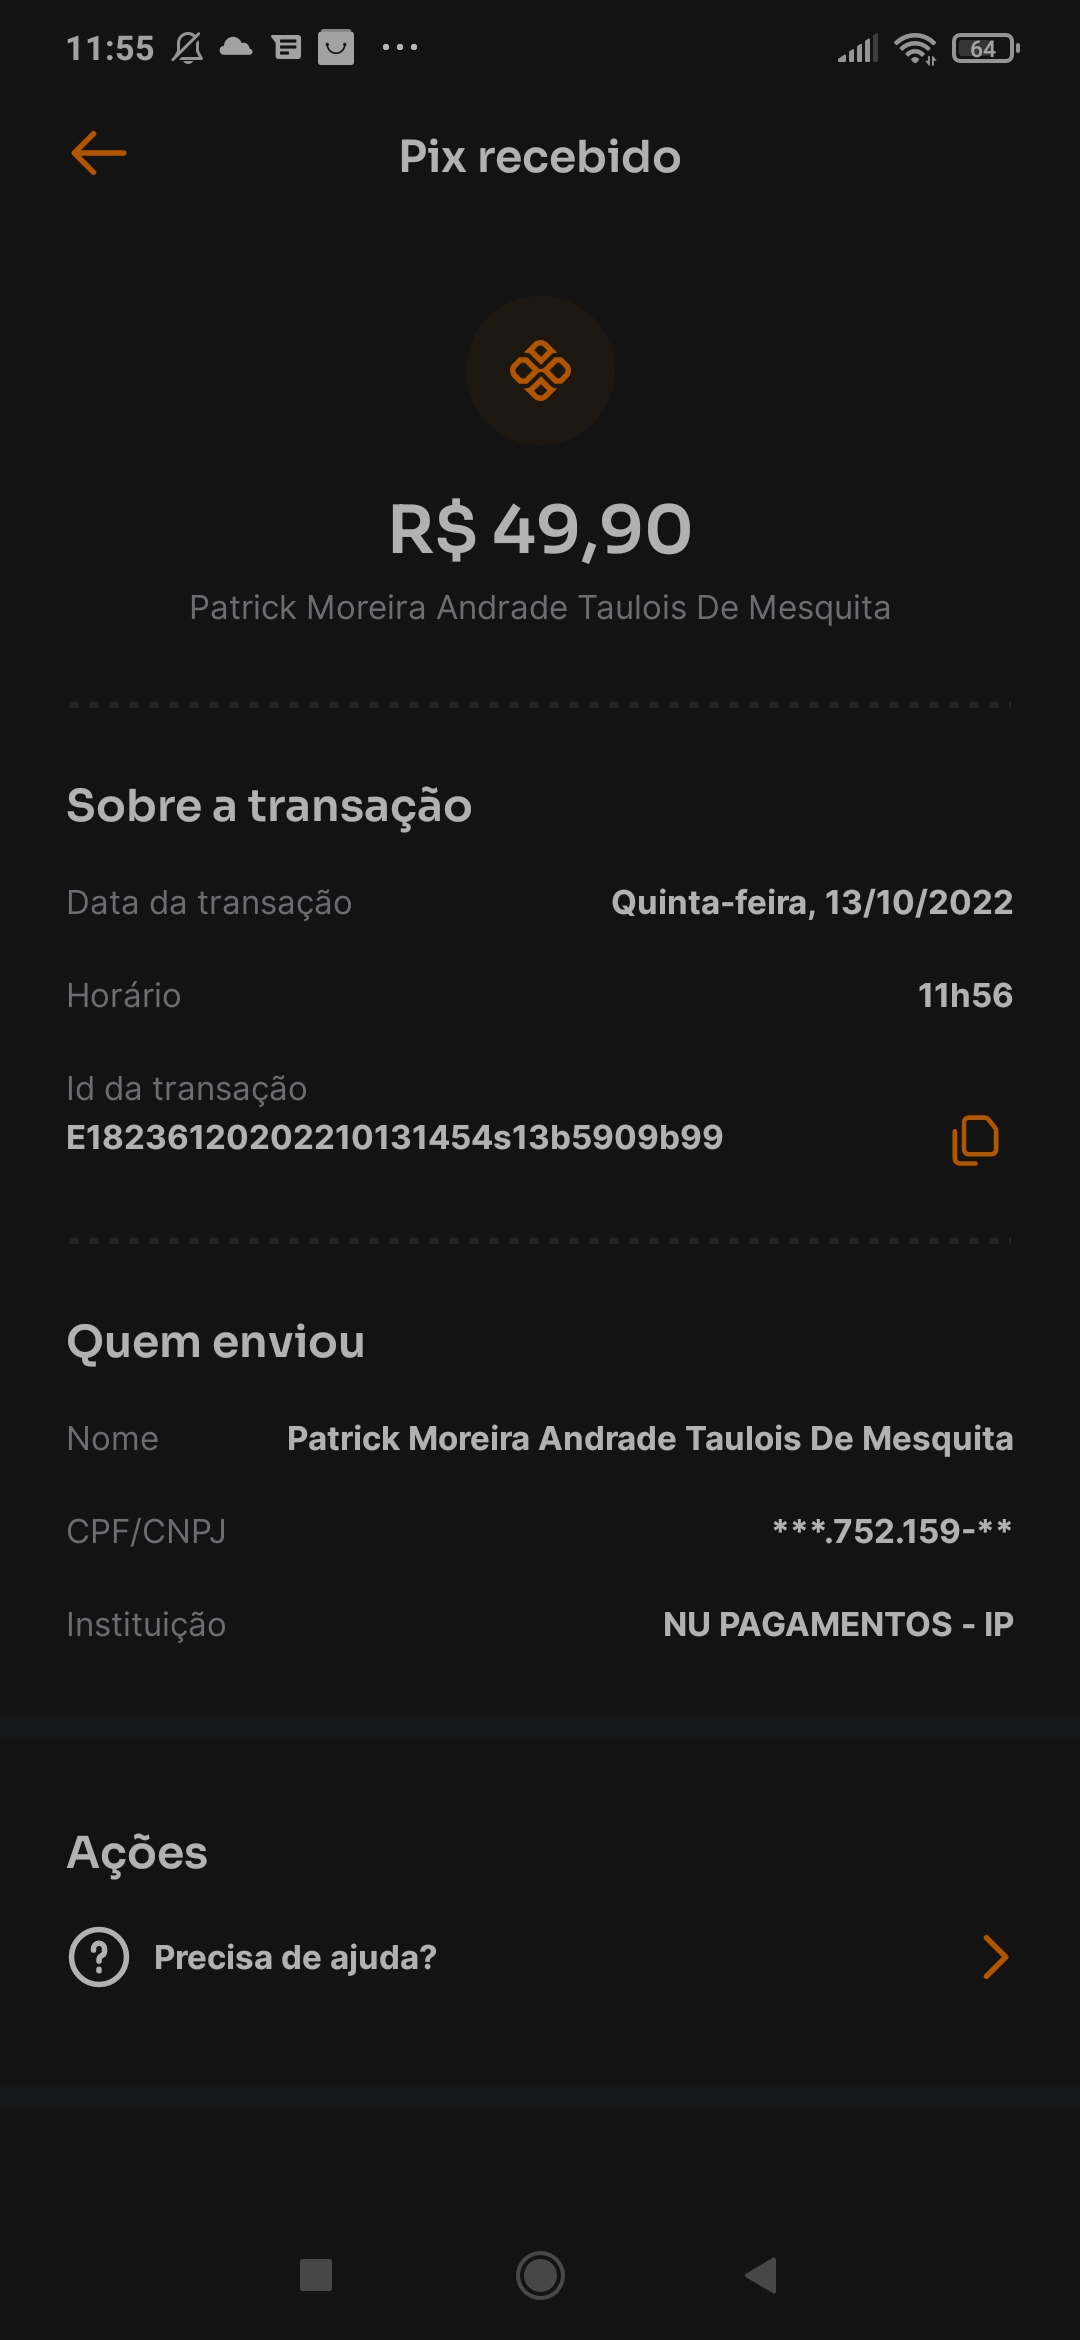 11:55
64
Pix recebido
R$ 49,90
Patrick Moreira Andrade Taulois De Mesquita
Sobre a transação
Data da transação Quinta-feira, 13/10/2022
Horário 11h56
Id da transação
E18236120202210131454s13b5909b99
Quem enviou
Nome Patrick Moreira Andrade Taulois De Mesquita
CPF/CNPJ ***.752.159-**
Instituição NU PAGAMENTOS - IP
Ações
Precisa de ajuda?